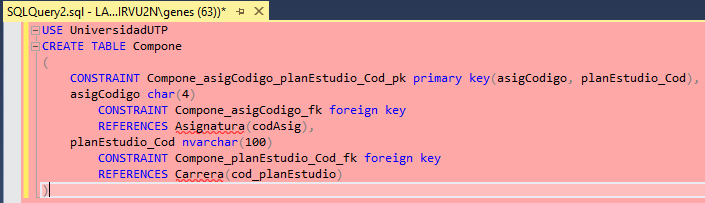 SQLQuery2.sql - LA...IRVU2N\genes (63))*
USE UniversidadUTP
CREATE TABLE Compone
(
CONSTRAINT Compone_asigCodigo_planEstudio_Cod_pk primary key(asigCodigo, planEstudio_Cod),
asigCodigo char(4)
CONSTRAINT Compone_asigCodigo_fk foreign key
REFERENCES Asignatura(codAsig),
planEstudio_Cod nvarchar(100)
CONSTRAINT Compone_planEstudio_Cod_fk foreign key
REFERENCES Carrera(cod_planEstudio)
)